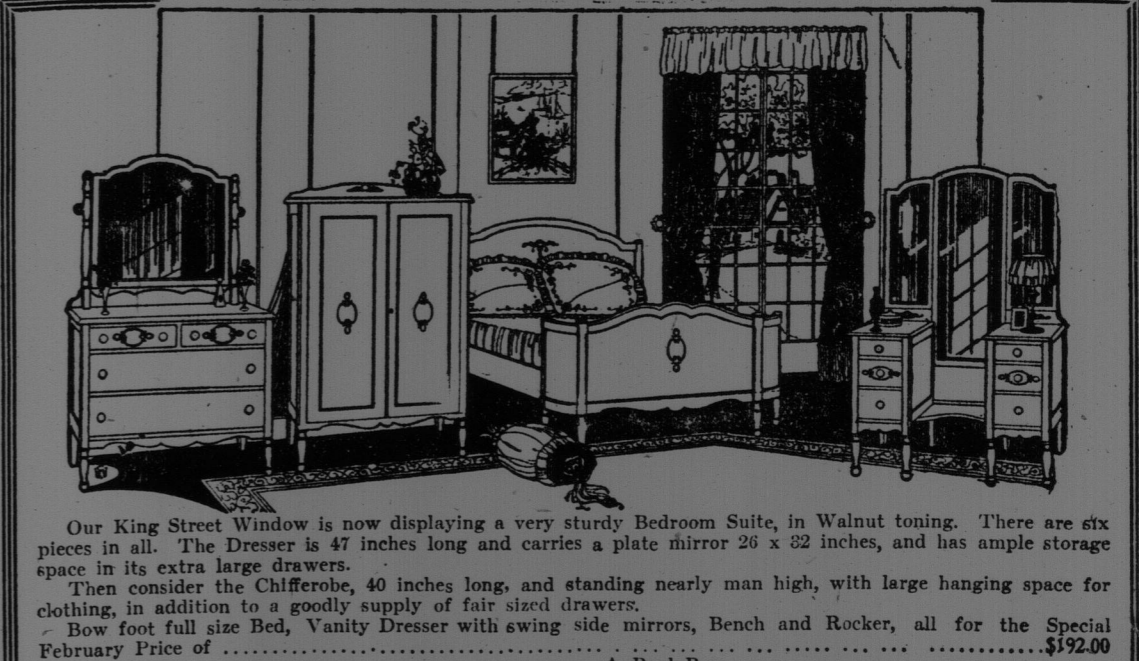 Our King Street Window is now displaying a very sturdy Bedroom Suite, in Walnut toning. There are six
pieces in all. The Dresser is 47 inches long and carries a plate mirror 26 x 32 inches, and has ample storage
space in its extra large drawers.
Then consider the Chifferobe, 40 inches long, and standing nearly man high, with large hanging space for
clothing, in addition to a goodly supply of fair sized drawers.
Bow foot full size Bed, Vanity Dresser with swing side mirrors, Bench and Rocker, all for the Special
February Price of ........................................................................$192.00